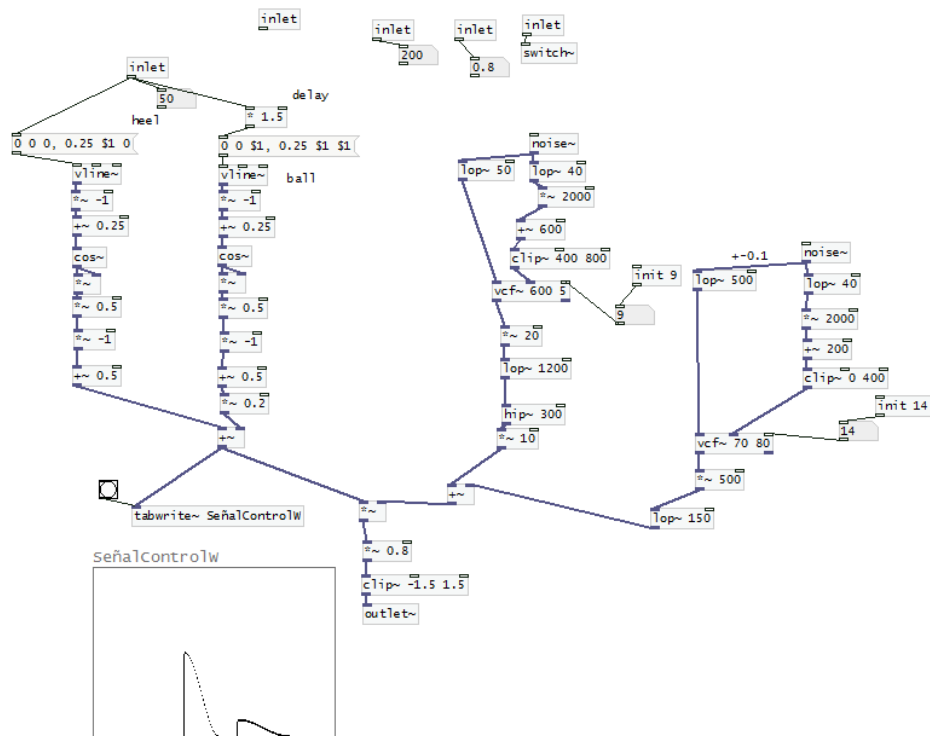 inlet
inlet
inlet
inlet
200
0.8
switch~
inlet
50
delay
* 1.5
heel
0 0 0, 0.25 $1 0
0 0 $1, 0.25 $1 $1
vline~
vline~
ball
*~ -1
*~ -1
+~ 0.25
+~ 0.25
cos~
cos~
*~
*~
*~ 0.5
*~ 0.5
*~ -1
*~ -1
+~ 0.5
+~ 0.5
*~ 0.2
+~
tabwrite~ SeñalControlW
SeñalControlW
noise~
lop~ 50
lop~ 40
*~ 2000
+~ 600
clip~ 400 800
init 9
vcf~ 600 5
9
*~ 20
lop~ 1200
hip~ 300
*~ 10
+~
*~
*~ 0.8
clip~ -1.5 1.5
outlet~
+-0.1
noise~
lop~ 500
lop~ 40
*~ 2000
+~ 200
clip~ 0 400
init 14
14
vcf~ 70 80
*~ 500
lop~ 150